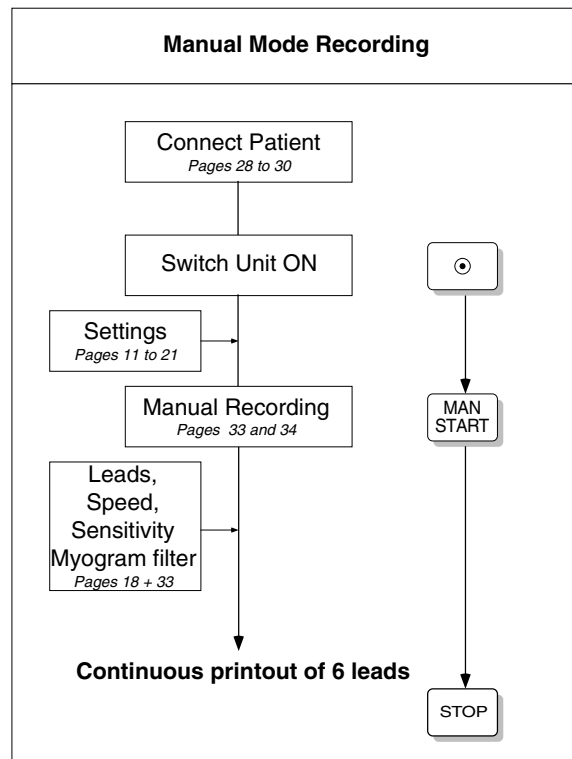 Manual Mode Recording
Connect Patient
Pages 28 to 30
Switch Unit ON
Settings
Pages 11 to 21
Manual Recording
Pages 33 and 34
MAN
START
Leads,
Speed,
Sensitivity
Myogram filter
Pages 18 + 33
Continuous printout of 6 leads
STOP